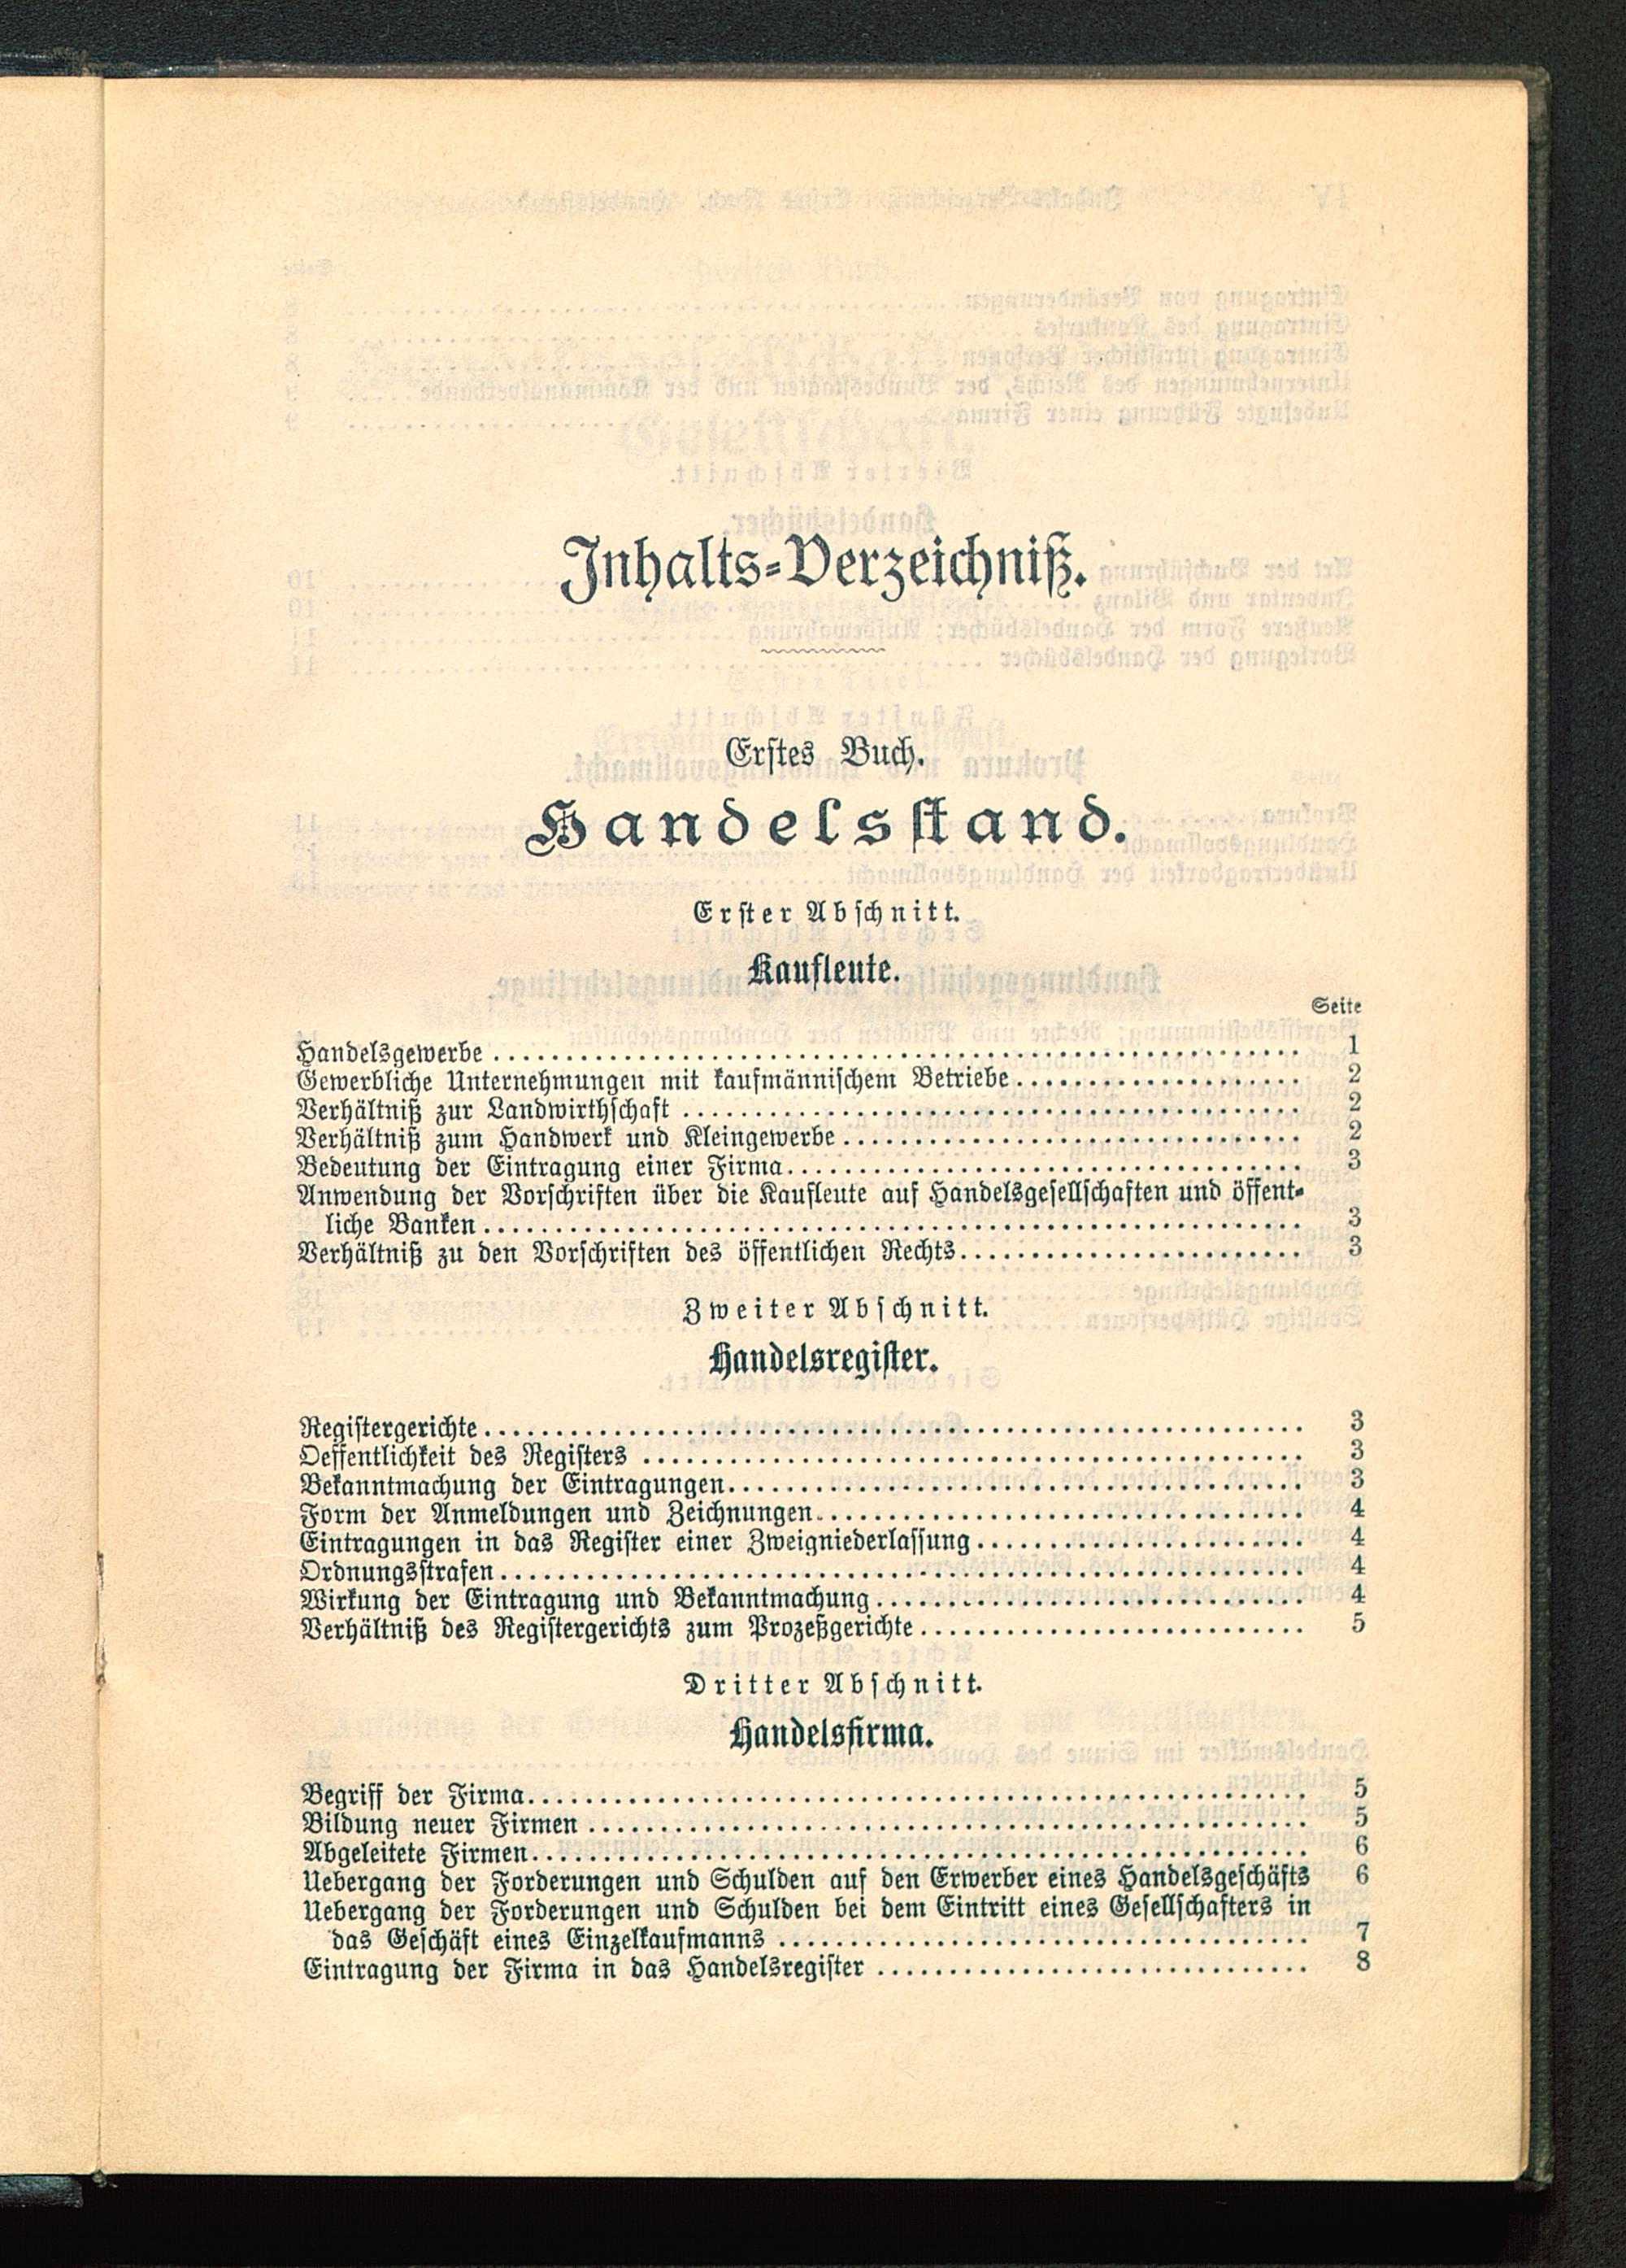 Inhalts-Verzeichniß.
Erstes Buch.
Handelsstand.
Erster Abschnitt.
Kaufleute.
Seite
Handelsgewerbe 1
Gewerbliche Unternehmungen mit kaufmännischem Betriebe 2
Verhältniß zur Landwirthschaft 2
Verhältniß zum Handwerk und Kleingewerbe 2
Bedeutung der Eintragung einer Firma 3
Anwendung der Vorschriften über die Kaufleute auf Handelsgesellschaften und öffent-
liche Banken 3
Verhältniß zu den Vorschriften des öffentlichen Rechts 3
Zweiter Abschnitt.
Handelsregister.
Registergerichte 3
Oeffentlichkeit des Registers 3
Bekanntmachung der Eintragungen 3
Form der Anmeldungen und Zeichnungen 4
Eintragungen in das Register einer Zweigniederlassung 4
Ordnungsstrafen 4
Wirkung der Eintragung und Bekanntmachung 4
Verhältniß des Registergerichts zum Prozeßgerichte 5
Dritter Abschnitt.
Handelsfirma.
Begriff der Firma 5
Bildung neuer Firmen 5
Abgeleitete Firmen 6
Uebergang der Forderungen und Schulden auf den Erwerber eines Handelsgeschäfts 6
Uebergang der Forderungen und Schulden bei dem Eintritt eines Gesellschafters in
das Geschäft eines Einzelkaufmanns 7
Eintragung der Firma in das Handelsregister 8